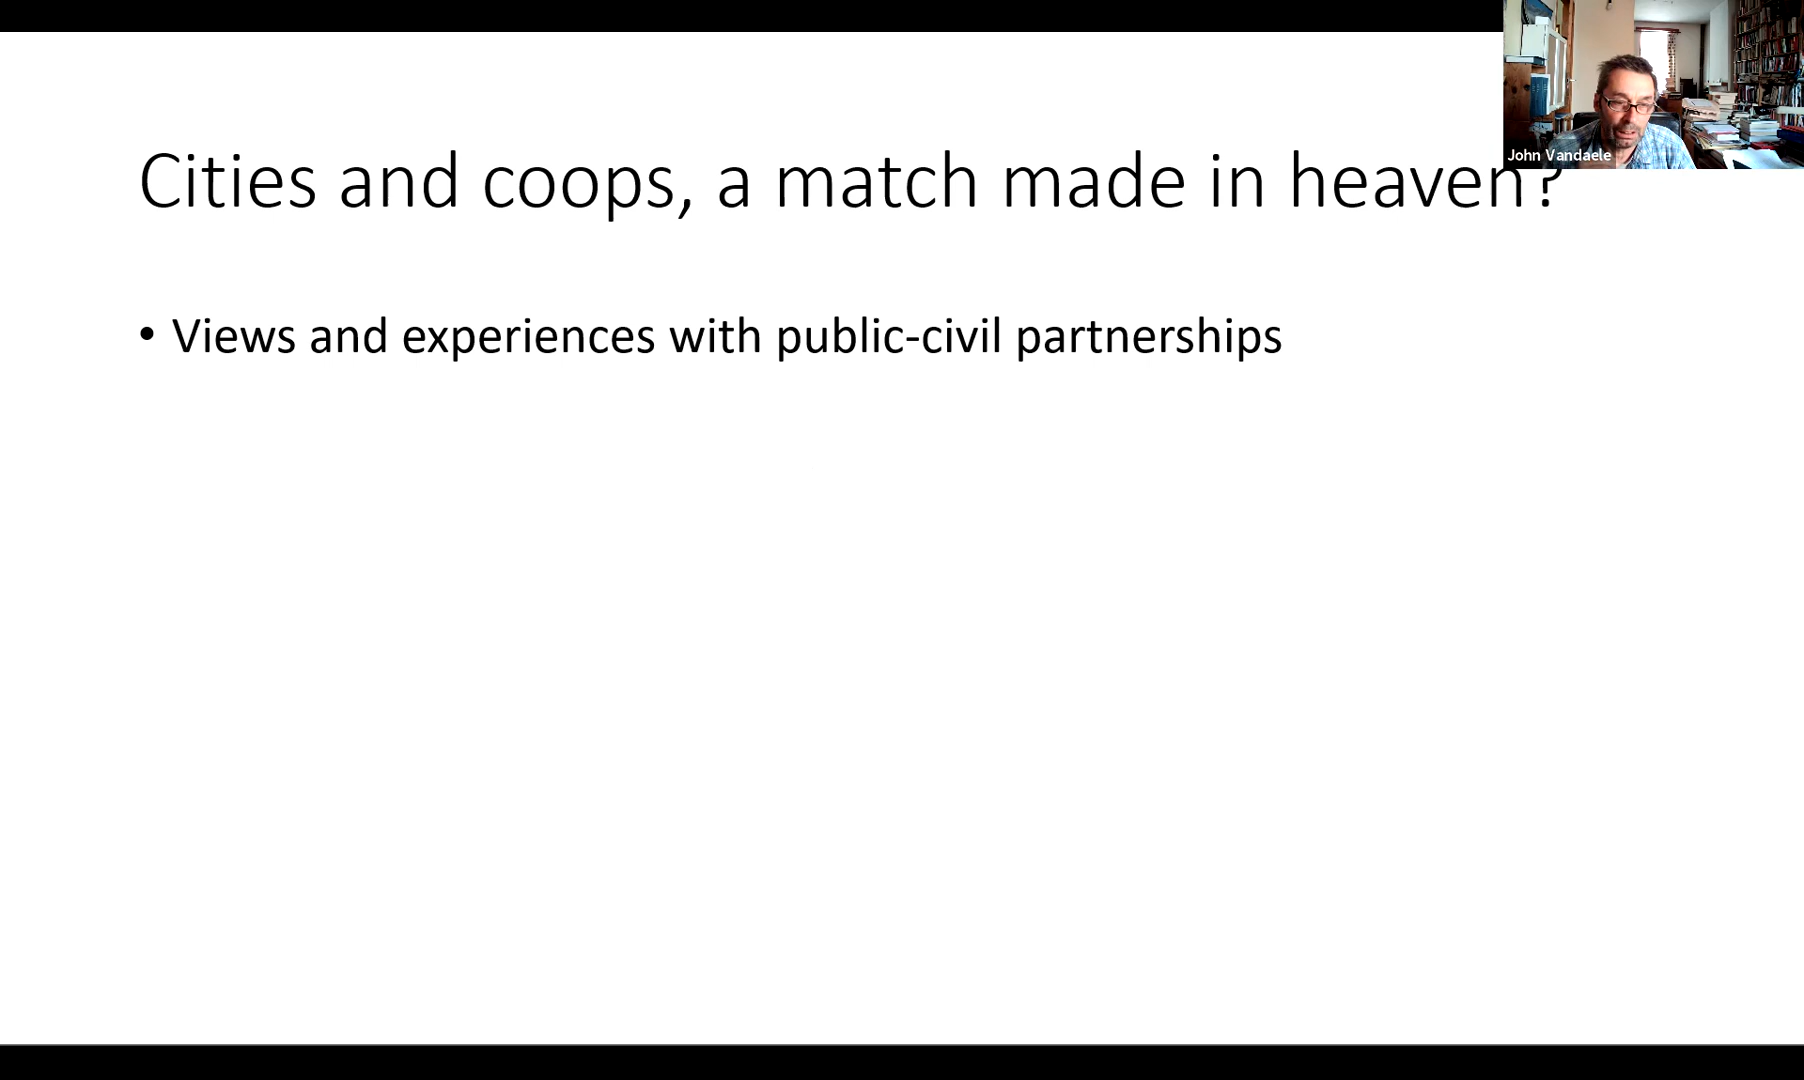 Cities and coops, a match made in heaven?
• Views and experiences with public-civil partnerships
John Vandaele